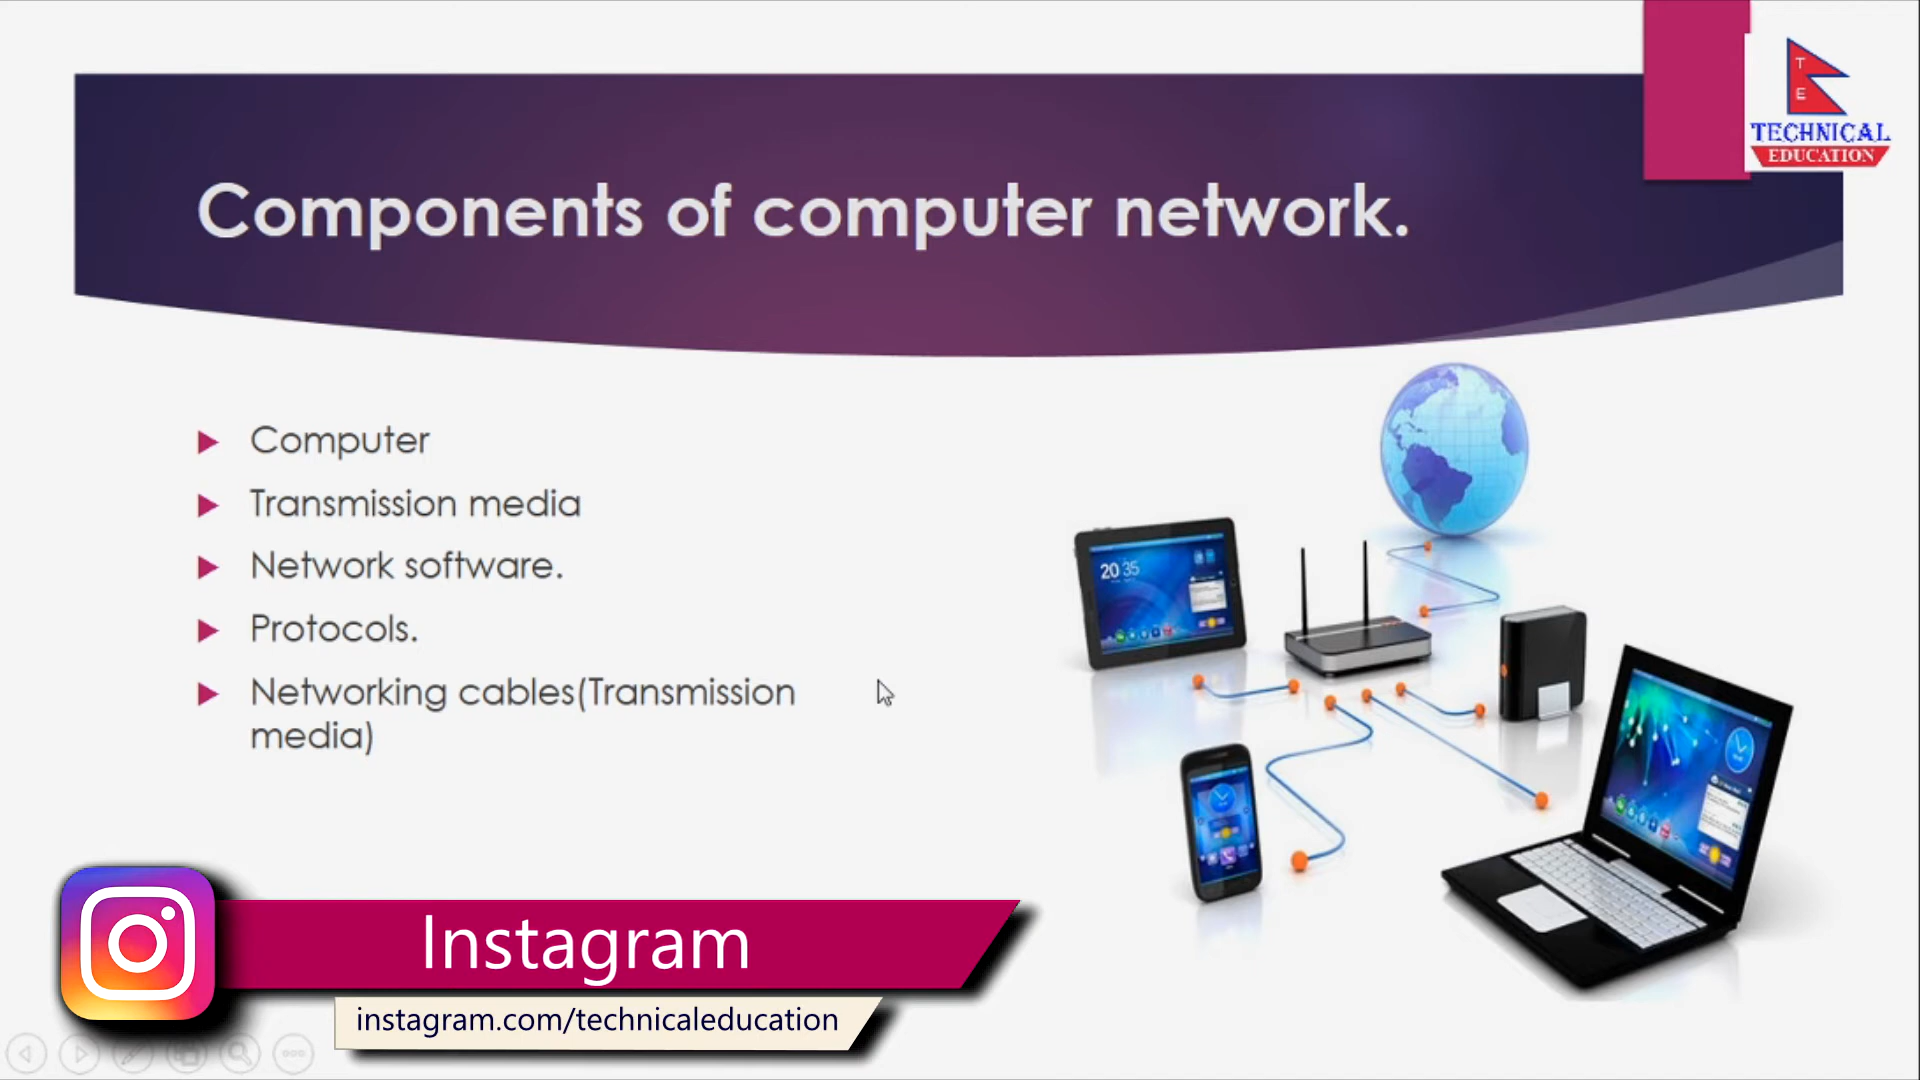 T
E
TECHNICAL
EDUCATION
Components of computer network.
Computer
Transmission media
Network software.
Protocols.
Networking cables(Transmission
media)
20 35
Instagram
instagram.com/technicaleducation